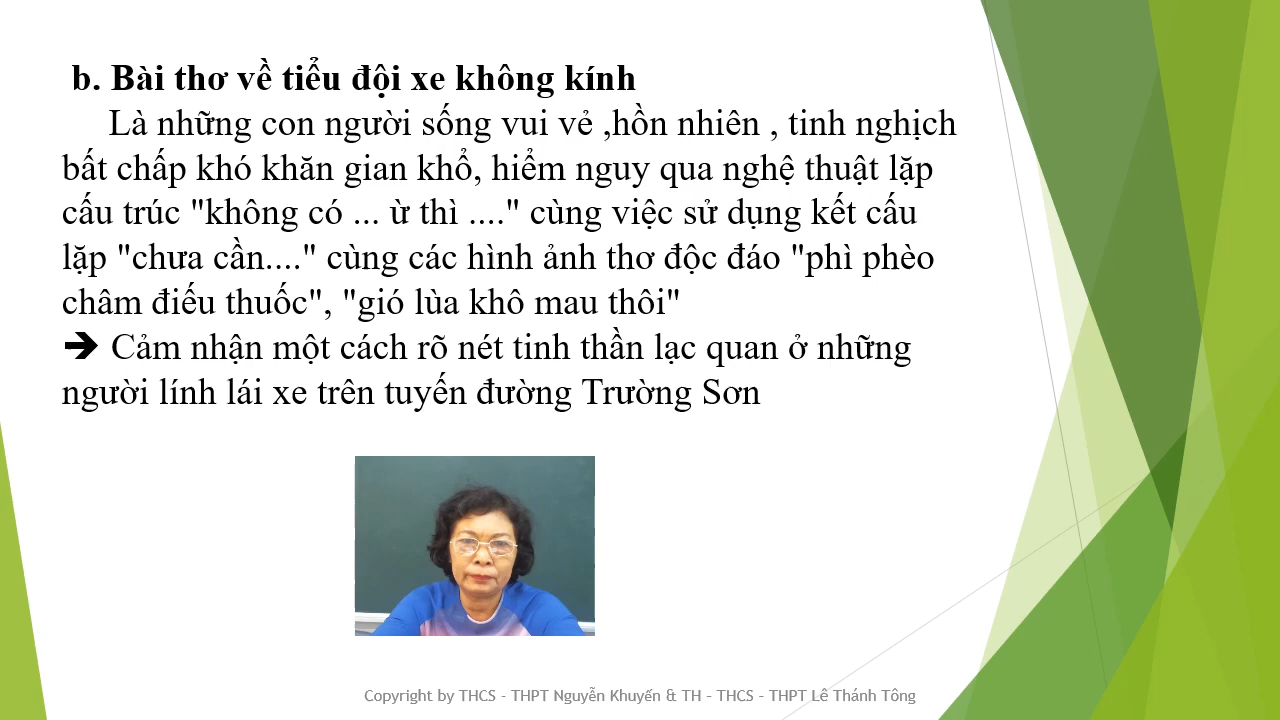 b. Bài thơ về tiểu đội xe không kính
Là những con người sống vui vẻ ,hồn nhiên , tinh nghịch
bất chấp khó khăn gian khổ, hiểm nguy qua nghệ thuật lặp
cấu trúc "không có ... ừ thì ...." cùng việc sử dụng kết cấu
lặp "chưa cần...." cùng các hình ảnh thơ độc đáo "phì phèo
châm điếu thuốc", "gió lùa khô mau thôi"
🡺 Cảm nhận một cách rõ nét tinh thần lạc quan ở những
người lính lái xe trên tuyến đường Trường Sơn
Copyright by THCS - THPT Nguyễn Khuyến & TH - THCS - THPT Lê Thánh Tông